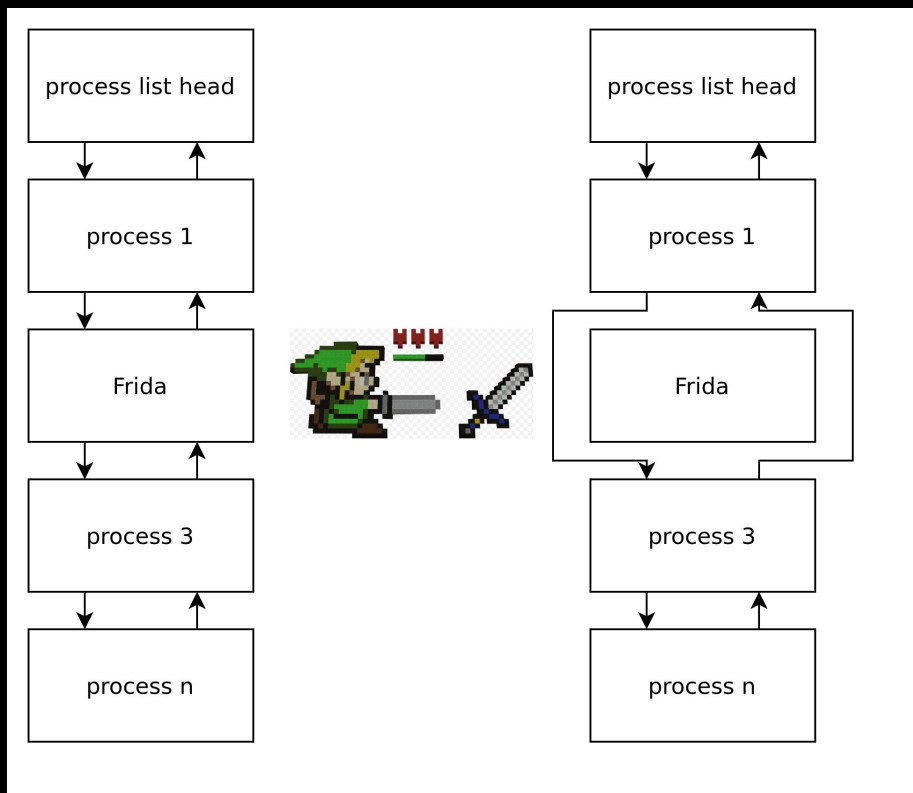 process list head
process 1
Frida
process 3
process n
process list head
process 1
Frida
process 3
process n